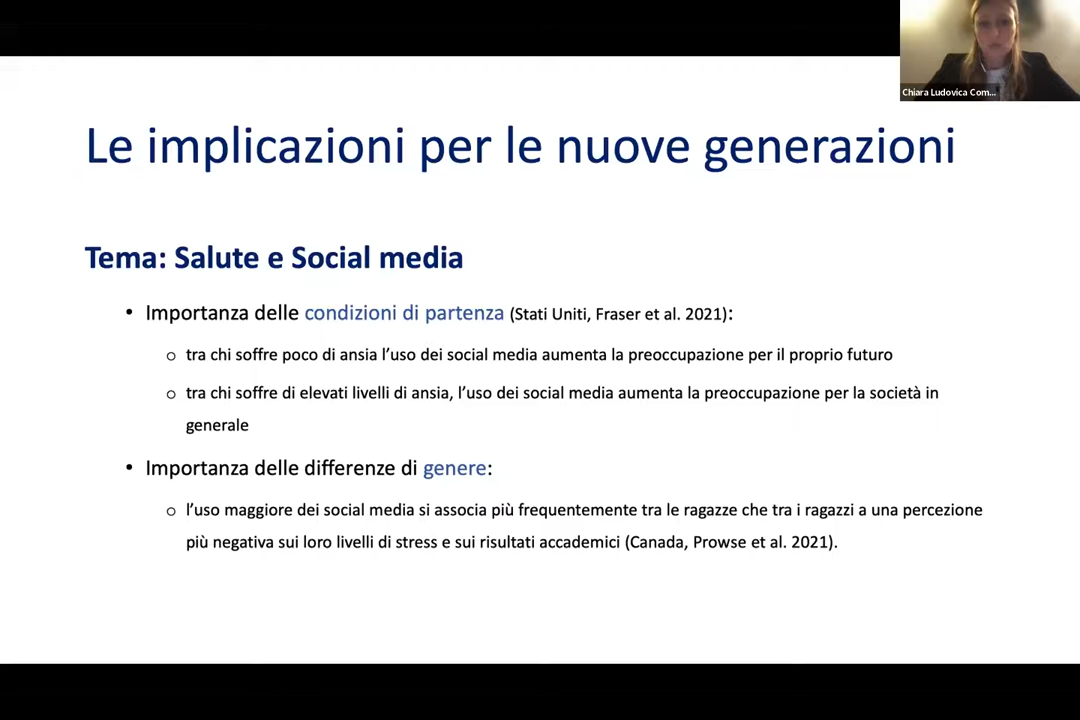 Chiara Ludovica Com...
Le implicazioni per le nuove generazioni
Tema: Salute e Social media
• Importanza delle condizioni di partenza (Stati Uniti, Fraser et al. 2021):
o tra chi soffre poco di ansia l’uso dei social media aumenta la preoccupazione per il proprio futuro
o tra chi soffre di elevati livelli di ansia, l’uso dei social media aumenta la preoccupazione per la società in
generale
• Importanza delle differenze di genere:
o l’uso maggiore dei social media si associa più frequentemente tra le ragazze che tra i ragazzi a una percezione
più negativa sui loro livelli di stress e sui risultati accademici (Canada, Prowse et al. 2021).